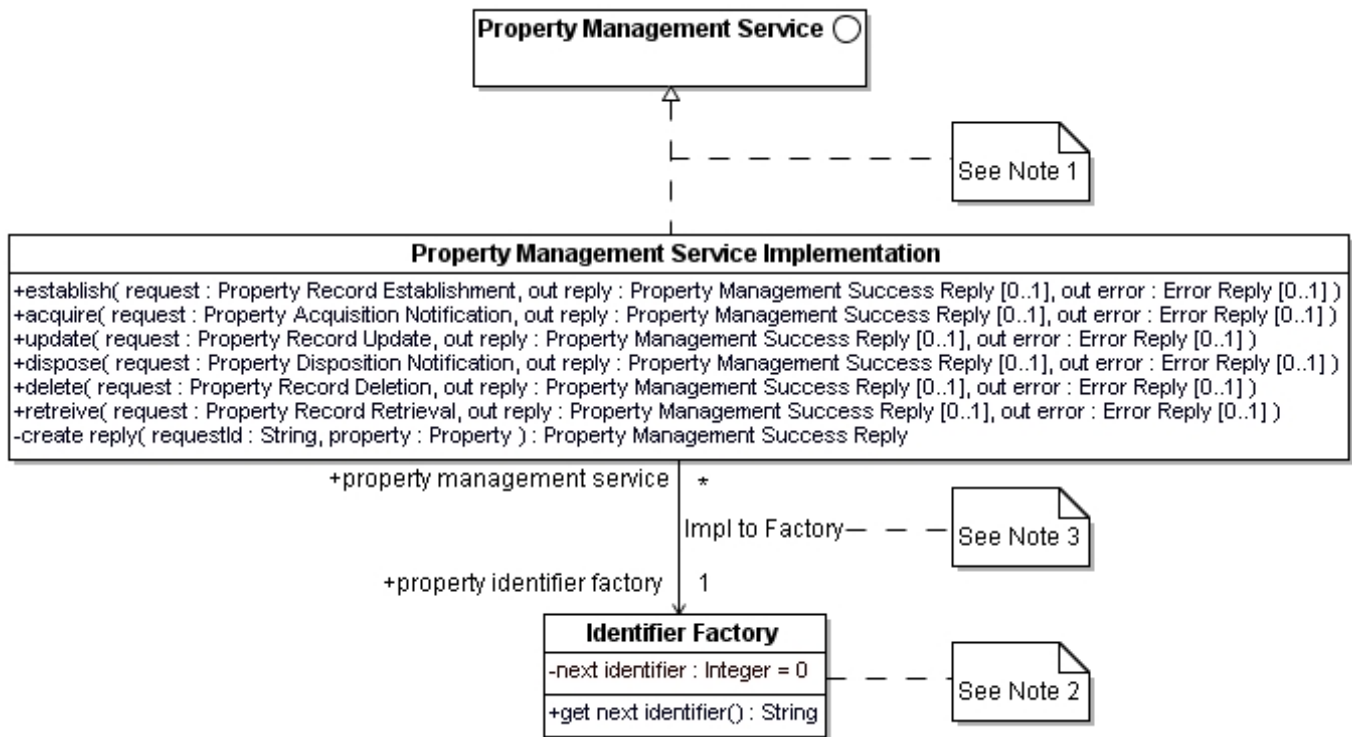 Property Management Service
See Note 1
Property Management Service Implementation
+establish( request : Property Record Establishment, out reply : Property Management Success Reply [0..1], out error : Error Reply [0..1] )
+acquire( request : Property Acquisition Notification, out reply : Property Management Success Reply [0..1], out error : Error Reply [0..1] )
+update( request : Property Record Update, out reply : Property Management Success Reply [0..1], out error : Error Reply [0..1] )
+dispose( request : Property Disposition Notification, out reply : Property Management Success Reply [0..1], out error : Error Reply [0..1] )
+delete( request : Property Record Deletion, out reply : Property Management Success Reply [0..1], out error : Error Reply [0..1] )
+retreive( request : Property Record Retrieval, out reply : Property Management Success Reply [0..1], out error : Error Reply [0..1] )
-create reply( requestId : String, property : Property ) : Property Management Success Reply
+property management service *
Impl to Factory
See Note 3
+property identifier factory 1
Identifier Factory
-next identifier : Integer = 0
+get next identifier() : String
See Note 2